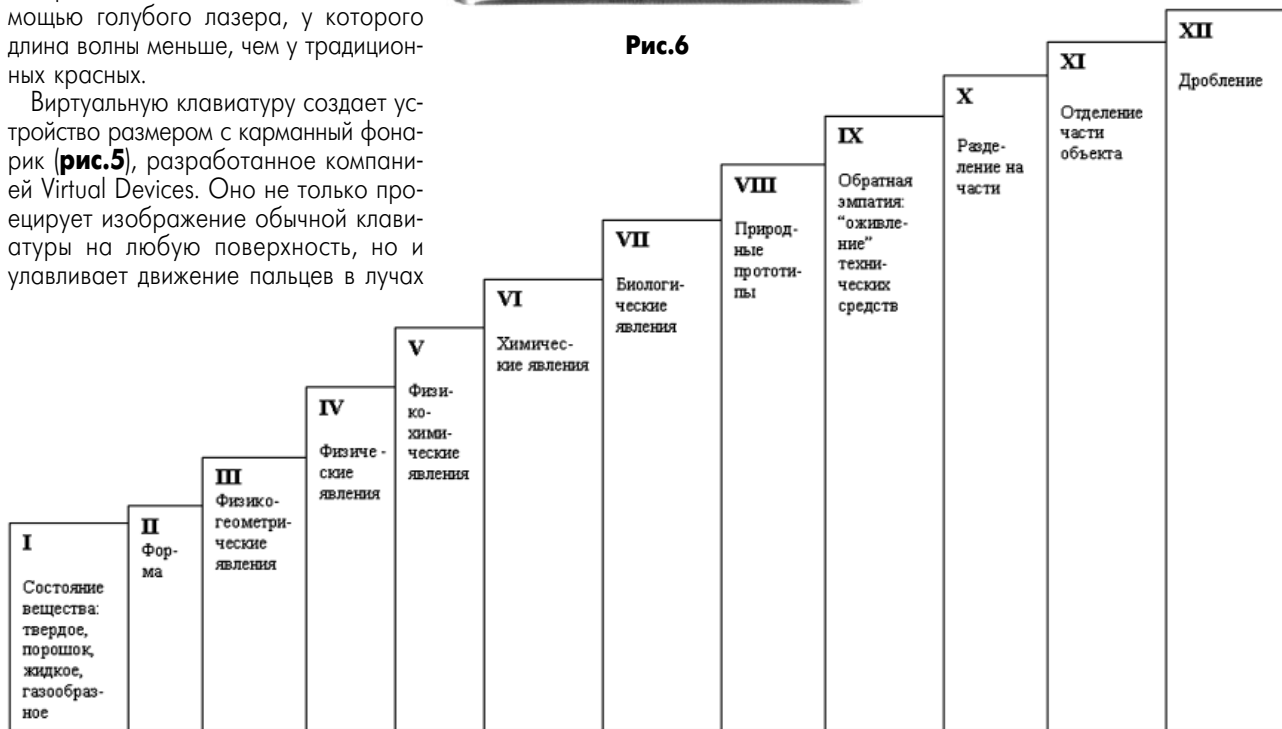 мощью голубого лазера, у которого
длина волны меньше, чем у традицион-
ных красных.
Виртуальную клавиатуру создает ус-
тройство размером с карманный фона-
рик (рис.5), разработанное компани-
ей Virtual Devices. Оно не только про-
ецирует изображение обычной клави-
атуры на любую поверхность, но и
улавливает движение пальцев в лучах
Рис.6
I
Состояние
вещества:
твердое,
порошок,
жидкое,
газообраз-
ное
II
Фор-
ма
III
Физико-
геометри-
ческие
явления
IV
Физиче -
ские
явления
V
Физи-
ко-
хими-
ческие
явления
VI
Химичес-
кие явления
VII
Биологи-
ческие
явления
VIII
Природ-
ные
прототи-
пы
IX
Обратная
эмпатия:
"оживле-
ние"
техни-
ческих
средств
X
Разде-
ление на
части
XI
Отделение
части
объекта
XII
Дробление